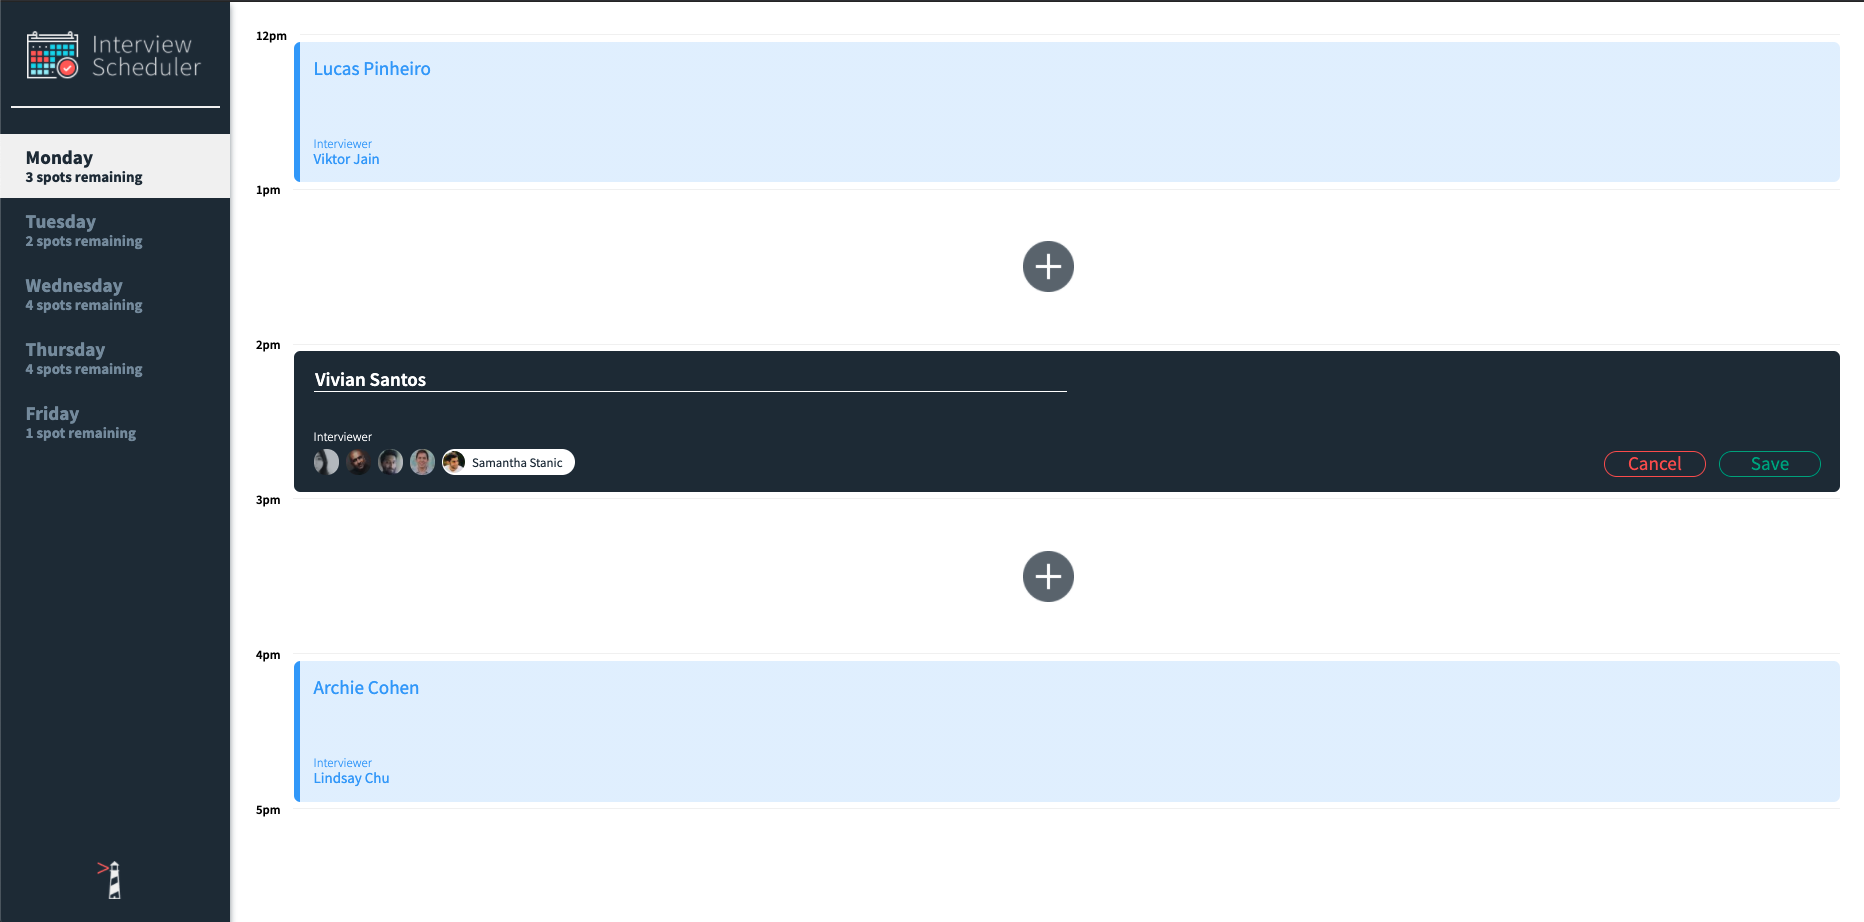 Interview
Scheduler
Monday
3 spots remaining
Tuesday
2 spots remaining
Wednesday
4 spots remaining
Thursday
4 spots remaining
Friday
1 spot remaining
12pm
Lucas Pinheiro
Interviewer
Viktor Jain
1pm
2pm
Vivian Santos
Interviewer
Samantha Stanic
Cancel
Save
3pm
4pm
Archie Cohen
Interviewer
Lindsay Chu
5pm